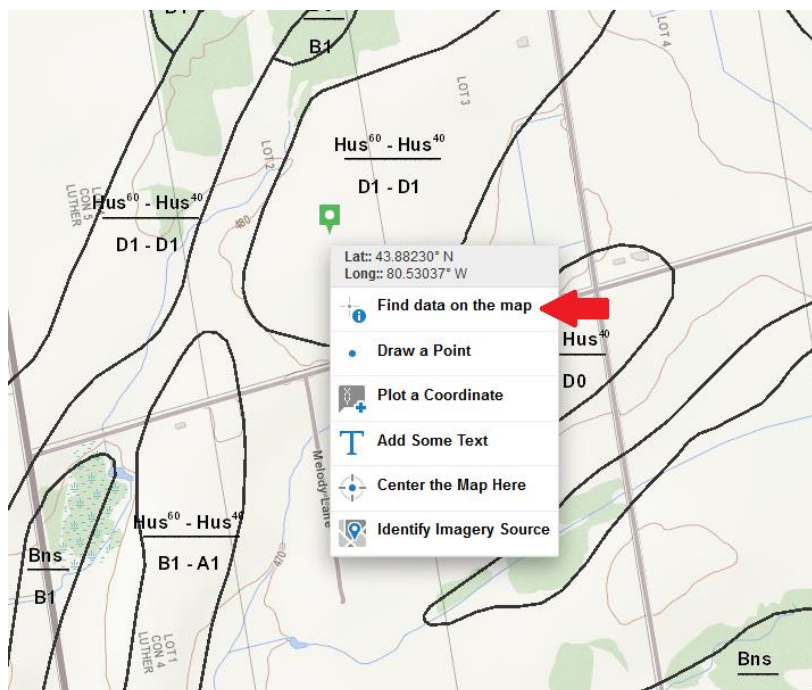 B1
LOT 4
LOT 3
LOT 2
Hus60 - Hus40
D1 - D1
480
CON 5
LUTHER
Hus60 - Hus40
D1 - D1
Lat:: 43.88230° N
Long:: 80.53037° W
Find data on the map
Draw a Point
Plot a Coordinate
Add Some Text
Center the Map Here
Identify Imagery Source
Hus40
D0
Melody Lane
Hus60 - Hus40
B1 - A1
470
Bns
B1
LOT 1
CON 4
LUTHER
Bns